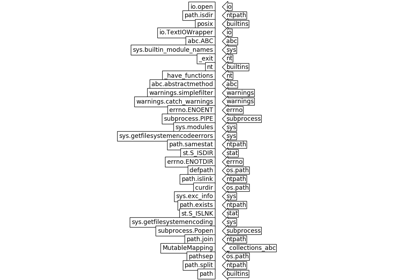 io.open io
path.isdir ntpath
posix builtins
io.TextIOWrapper io
abc.ABC abc
sys.builtin_module_names sys
_exit nt
nt builtins
_have_functions nt
abc.abstractmethod abc
warnings.simplefilter warnings
warnings.catch_warnings warnings
errno.ENOENT errno
subprocess.PIPE subprocess
sys.modules sys
sys.getfilesystemencodeerrors sys
path.samestat ntpath
st.S_ISDIR stat
errno.ENOTDIR errno
defpath os.path
path.islink ntpath
curdir os.path
sys.exc_info sys
path.exists ntpath
st.S_ISLNK stat
sys.getfilesystemencoding sys
subprocess.Popen subprocess
path.join ntpath
MutableMapping _collections_abc
pathsep os.path
path.split ntpath
path builtins